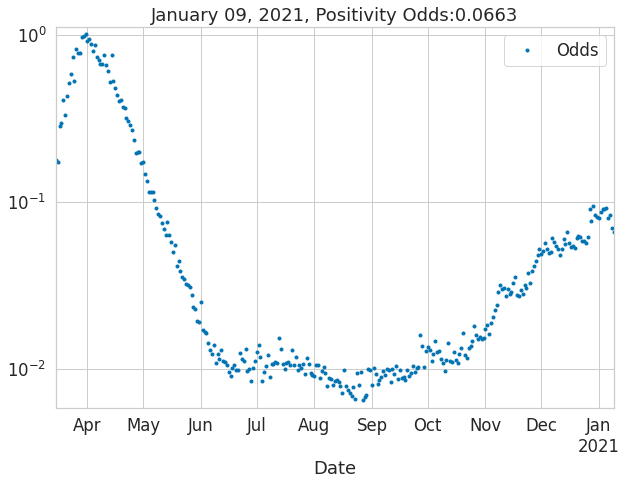 January 09, 2021, Positivity Odds:0.0663
Odds
10⁰
10⁻¹
10⁻²
Apr May Jun Jul Aug Sep Oct Nov Dec Jan
2021
Date